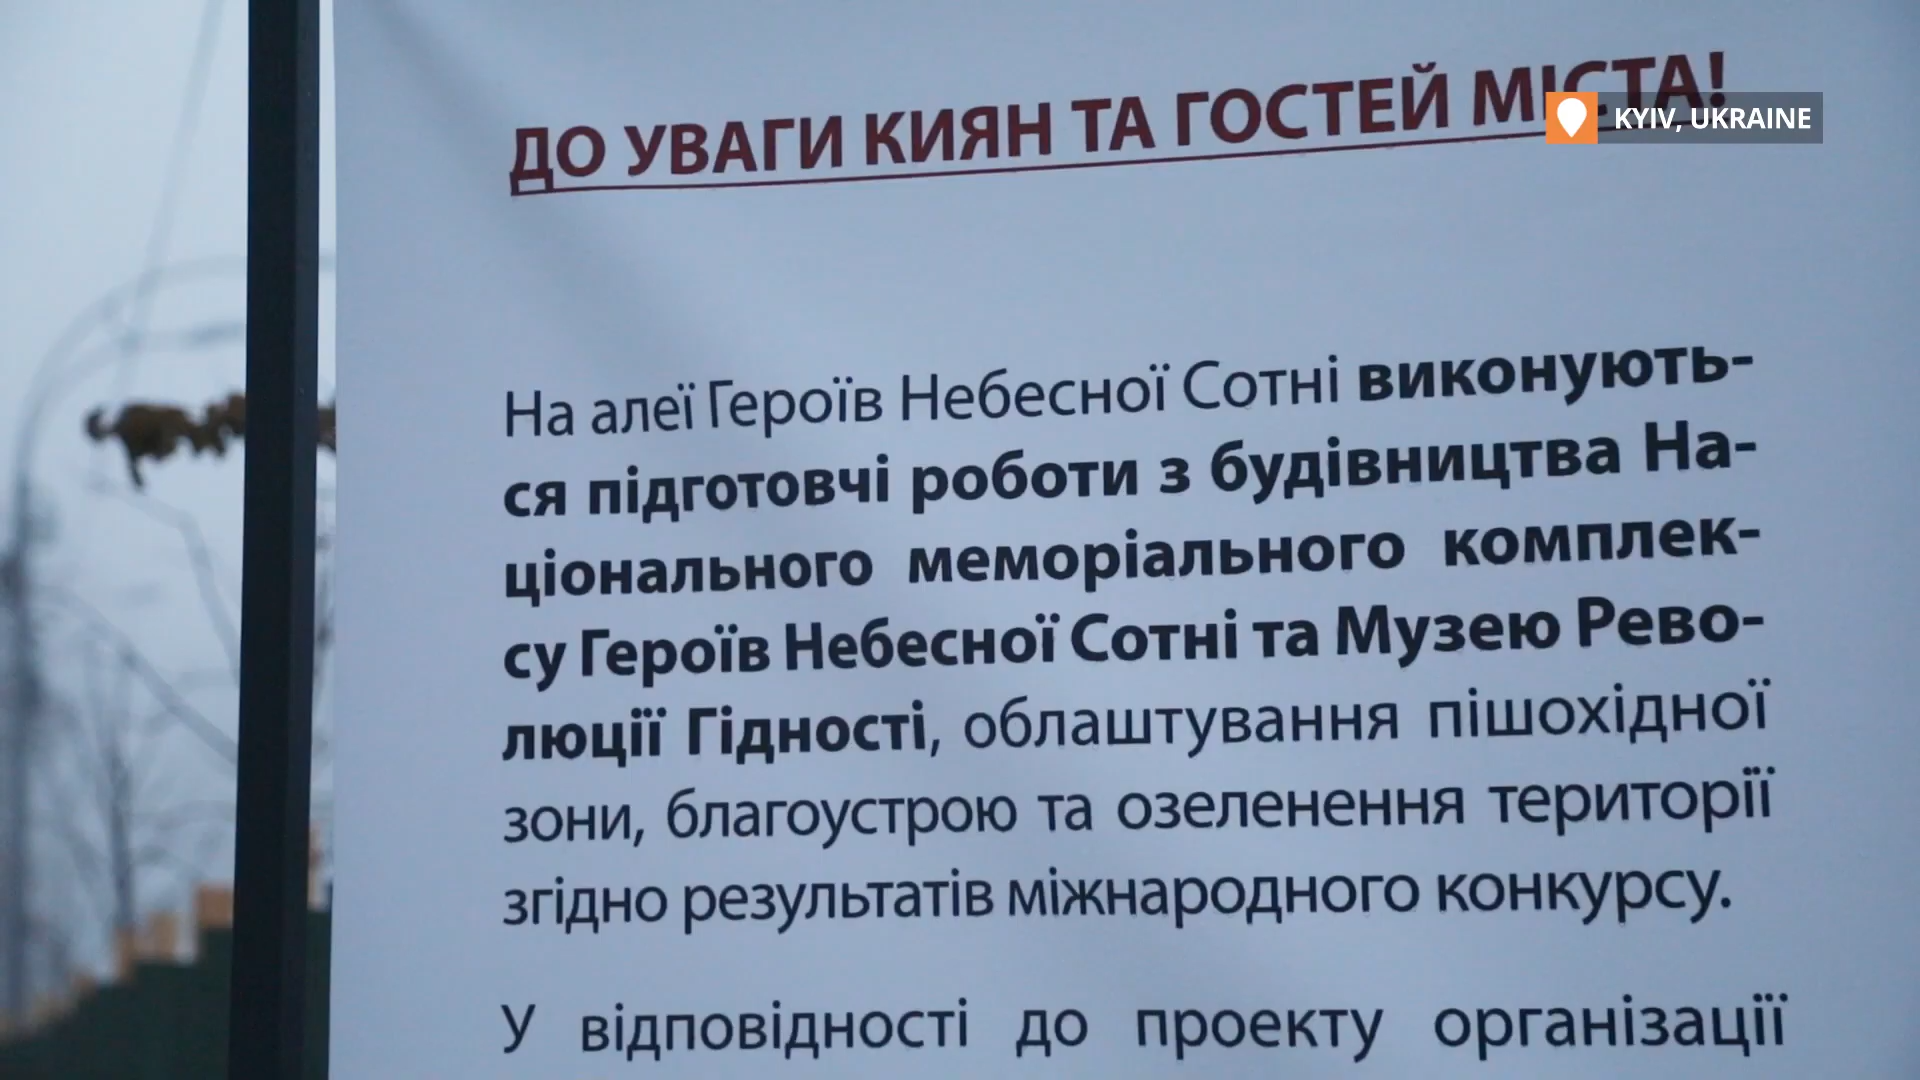 ДО УВАГИ КИЯН ТА ГОСТЕЙ МІСТА!
KYIV, UKRAINE
На алеї Героїв Небесної Сотні виконують-
ся підготовчі роботи з будівництва На-
ціонального меморіального комплек-
су Героїв Небесної Сотні та Музею Рево-
люції Гідності, облаштування пішохідної
зони, благоустрою та озеленення території
згідно результатів міжнародного конкурсу.
У відповідності до проекту організації